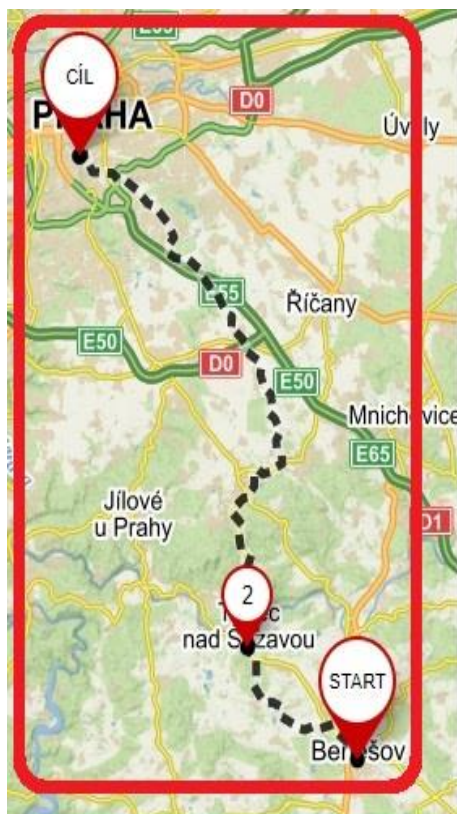 CÍL
PRAHA
D0
Úvaly
E55
Říčany
E50
D0
E50
Mnichovice
E65
Jílové
u Prahy
D1
2
nad Sázavou
START
Benešov